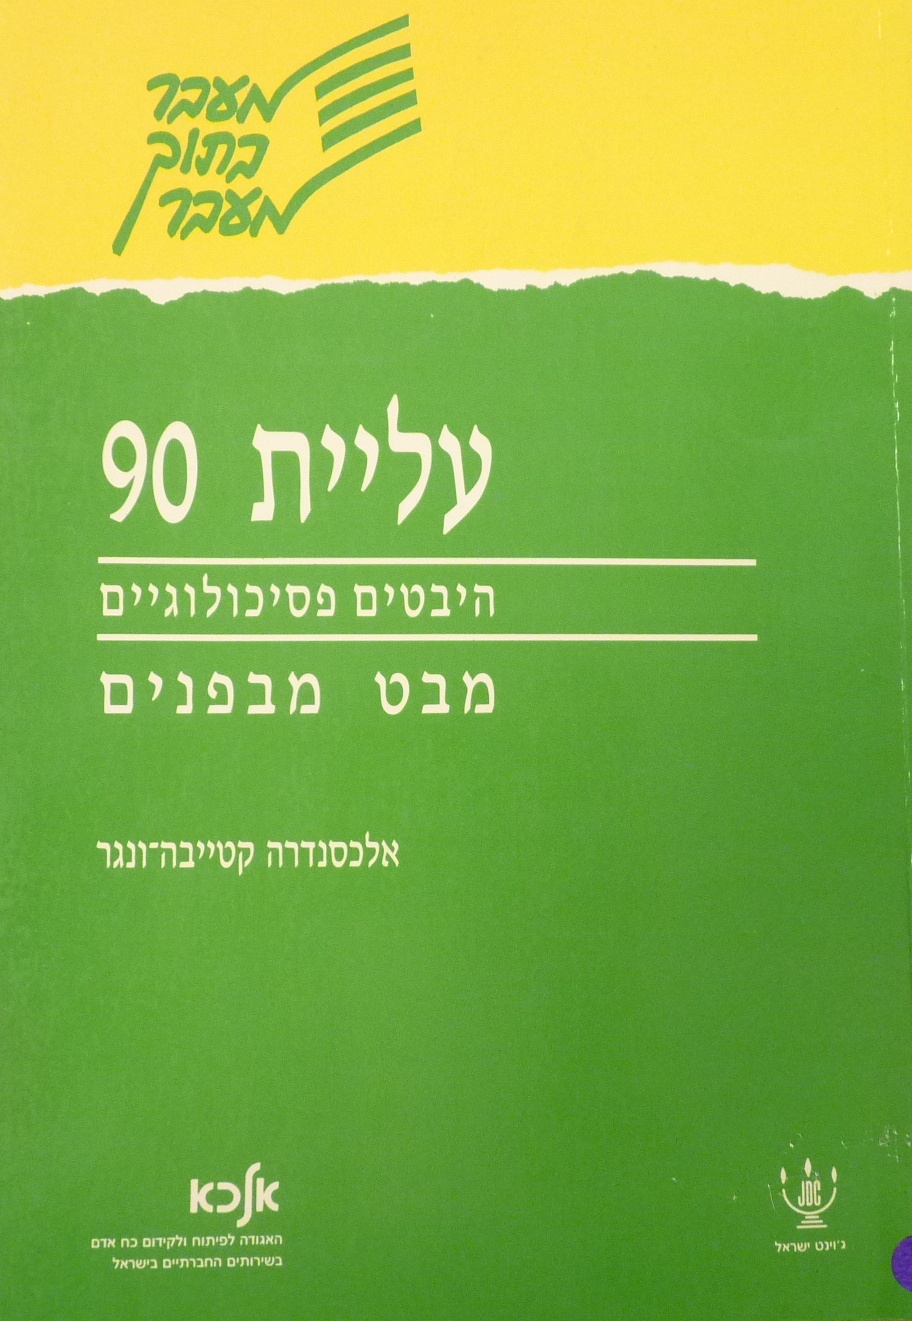 מעבר
בתוך
מעבר
עליית 90
היבטים פסיכולוגיים
מבט מבפנים
אלכסנדרה קטייבה־ונגר
אלכא
האגודה לפיתוח ולקידום כח אדם
בשירותים החברתיים בישראל
JDC
ג׳וינט ישראל